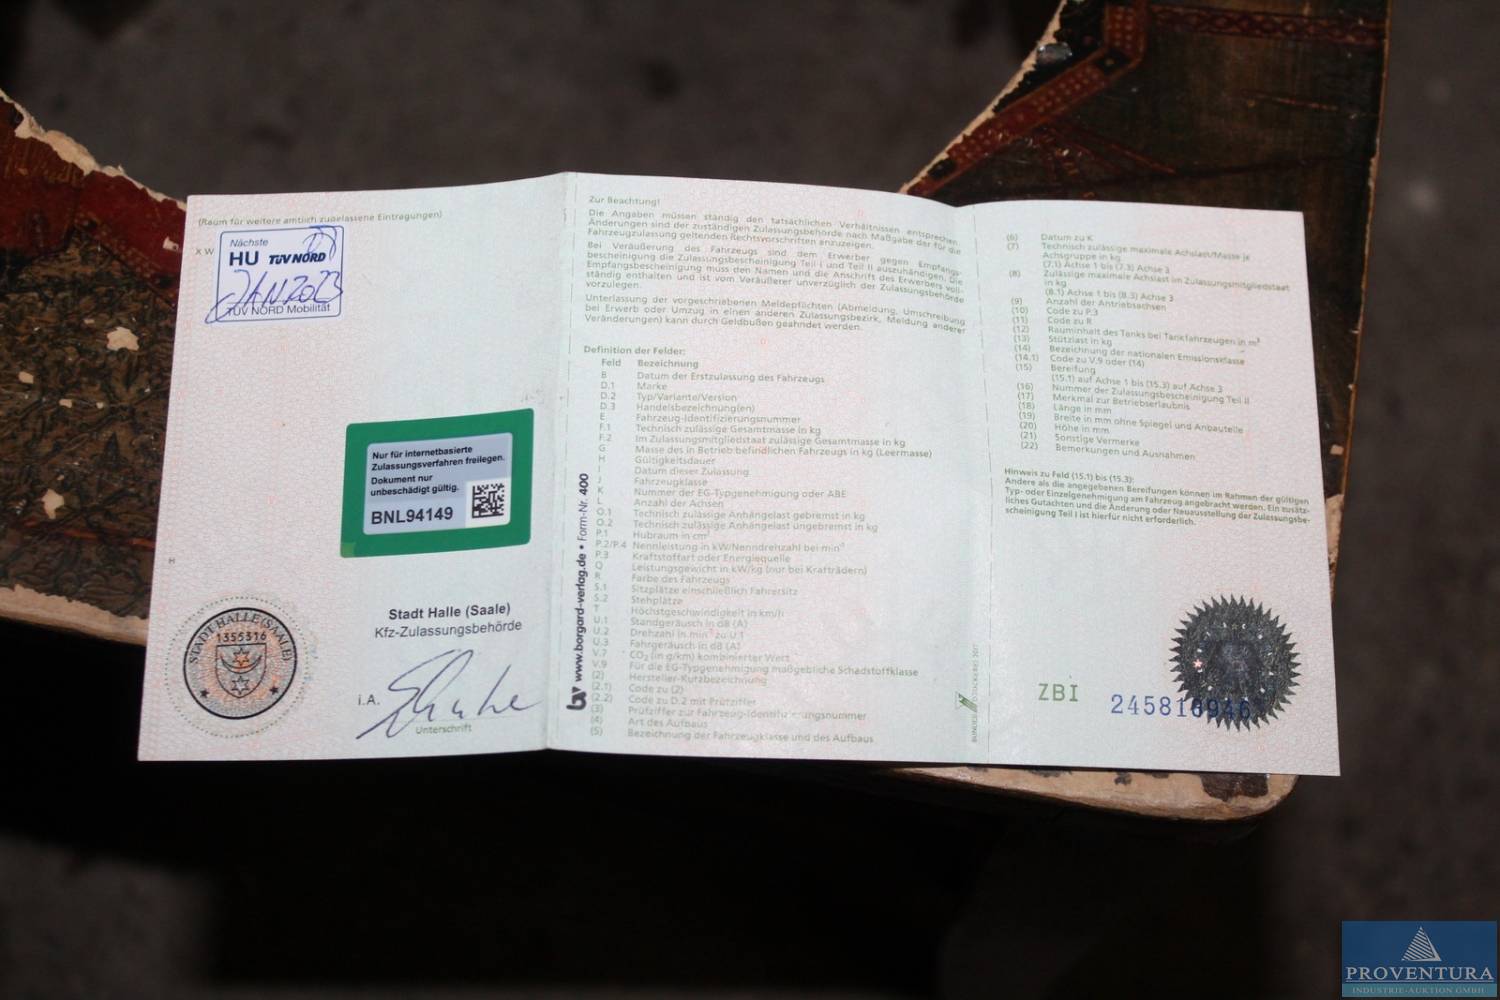 (Raum für weitere amtlich zugelassene Eintragungen)
X W
Nächste
HU TÜV NORD
JAN 2023
TÜV NORD Mobilität
Nur für internetbasierte
Zulassungsverfahren freilegen.
Dokument nur
unbeschädigt gültig.
BNL94149
H
STADT HALLE (SAALE)
1355316
Stadt Halle (Saale)
Kfz-Zulassungsbehörde
i.A.
Unterschrift
www.borgard-verlag.de • Form-Nr. 400
Zur Beachtung!
Die Angaben müssen ständig den tatsächlichen Verhältnissen entsprechen.
Änderungen sind der zuständigen Zulassungsbehörde nach Maßgabe der für die
Fahrzeugzulassung geltenden Rechtsvorschriften anzuzeigen.
Bei Veräußerung des Fahrzeugs sind dem Erwerber gegen Empfangs-
bescheinigung die Zulassungsbescheinigung Teil I und Teil II auszuhändigen. Die
Empfangsbescheinigung muss den Namen und die Anschrift des Erwerbers voll-
ständig enthalten und ist vom Veräußerer unverzüglich der Zulassungsbehörde
vorzulegen.
Unterlassung der vorgeschriebenen Meldepflichten (Abmeldung, Umschreibung
bei Erwerb oder Umzug in einen anderen Zulassungsbezirk, Meldung anderer
Veränderungen) kann durch Geldbußen geahndet werden.
Definition der Felder:
Feld Bezeichnung
B Datum der Erstzulassung des Fahrzeugs
D.1 Marke
D.2 Typ/Variante/Version
D.3 Handelsbezeichnung(en)
E Fahrzeug-Identifizierungsnummer
F.1 Technisch zulässige Gesamtmasse in kg
F.2 Im Zulassungsmitgliedstaat zulässige Gesamtmasse in kg
G Masse des in Betrieb befindlichen Fahrzeugs in kg (Leermasse)
H Gültigkeitsdauer
I Datum dieser Zulassung
J Fahrzeugklasse
K Nummer der EG-Typgenehmigung oder ABE
L Anzahl der Achsen
O.1 Technisch zulässige Anhängelast gebremst in kg
O.2 Technisch zulässige Anhängelast ungebremst in kg
P.1 Hubraum in cm³
P.2/P.4 Nennleistung in kW/Nenndrehzahl bei min⁻¹
P.3 Kraftstoffart oder Energiequelle
Q Leistungsgewicht in kW/kg (nur bei Krafträdern)
R Farbe des Fahrzeugs
S.1 Sitzplätze einschließlich Fahrersitz
S.2 Stehplätze
T Höchstgeschwindigkeit in km/h
U.1 Standgeräusch in dB (A)
U.2 Drehzahl in min⁻¹ zu U.1
U.3 Fahrgeräusch in dB (A)
V.7 CO₂ (in g/km) kombinierter Wert
V.9 Für die EG-Typgenehmigung maßgebliche Schadstoffklasse
(2) Hersteller-Kurzbezeichnung
(2.1) Code zu (2)
(2.2) Code zu D.2 mit Prüfziffer
(3) Prüfziffer zur Fahrzeug-Identifizierungsnummer
(4) Art des Aufbaus
(5) Bezeichnung der Fahrzeugklasse und des Aufbaus
(6) Datum zu K
(7) Technisch zulässige maximale Achslast/Masse je
Achsgruppe in kg
(7.1) Achse 1 bis (7.3) Achse 3
(8) Zulässige maximale Achslast im Zulassungsmitgliedstaat
in kg
(8.1) Achse 1 bis (8.3) Achse 3
(9) Anzahl der Antriebsachsen
(10) Code zu P.3
(11) Code zu R
(12) Rauminhalt des Tanks bei Tankfahrzeugen in m³
(13) Stützlast in kg
(14) Bezeichnung der nationalen Emissionsklasse
(14.1) Code zu V.9 oder (14)
(15) Bereifung
(15.1) auf Achse 1 bis (15.3) auf Achse 3
(16) Nummer der Zulassungsbescheinigung Teil II
(17) Merkmal zur Betriebserlaubnis
(18) Länge in mm
(19) Breite in mm ohne Spiegel und Anbauteile
(20) Höhe in mm
(21) Sonstige Vermerke
(22) Bemerkungen und Ausnahmen
Hinweis zu Feld (15.1) bis (15.3):
Andere als die angegebenen Bereifungen können im Rahmen der gültigen
Typ- oder Einzelgenehmigung am Fahrzeug angebracht werden. Ein zusätz-
liches Gutachten und die Änderung oder Neuausstellung der Zulassungsbe-
scheinigung Teil I ist hierfür nicht erforderlich.
ZBI
PROVENTURA
INDUSTRIE-AUKTION GMBH